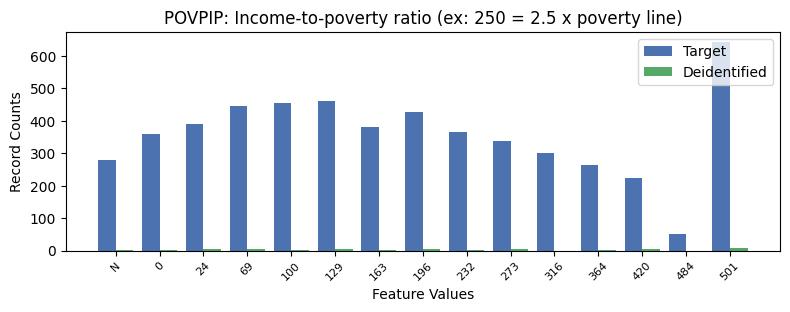 POVPIP: Income-to-poverty ratio (ex: 250 = 2.5 x poverty line)
Target
Deidentified
Record Counts
600
500
400
300
200
100
0
N 0 24 69 100 129 163 196 232 273 316 364 420 484 501
Feature Values